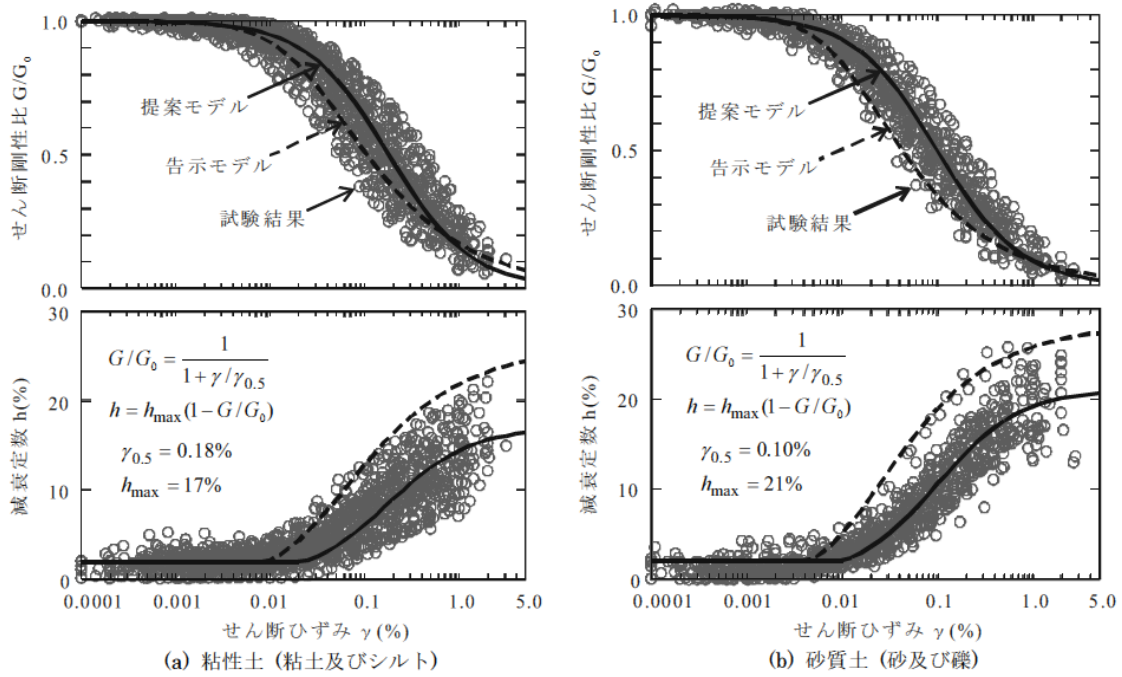 せん断剛性比 G/G₀
1.0
0.5
0.0
提案モデル
告示モデル
試験結果
減衰定数 h(%)
30
20
10
0
G/G₀ = 1 / (1 + γ/γ₀.₅)
h = hmax(1 − G/G₀)
γ₀.₅ = 0.18%
hmax = 17%
0.0001 0.001 0.01 0.1 1.0 5.0
せん断ひずみ γ(%)
(a) 粘性土 (粘土及びシルト)
せん断剛性比 G/G₀
1.0
0.5
0.0
提案モデル
告示モデル
試験結果
減衰定数 h(%)
30
20
10
0
G/G₀ = 1 / (1 + γ/γ₀.₅)
h = hmax(1 − G/G₀)
γ₀.₅ = 0.10%
hmax = 21%
0.0001 0.001 0.01 0.1 1.0 5.0
せん断ひずみ γ(%)
(b) 砂質土 (砂及び礫)